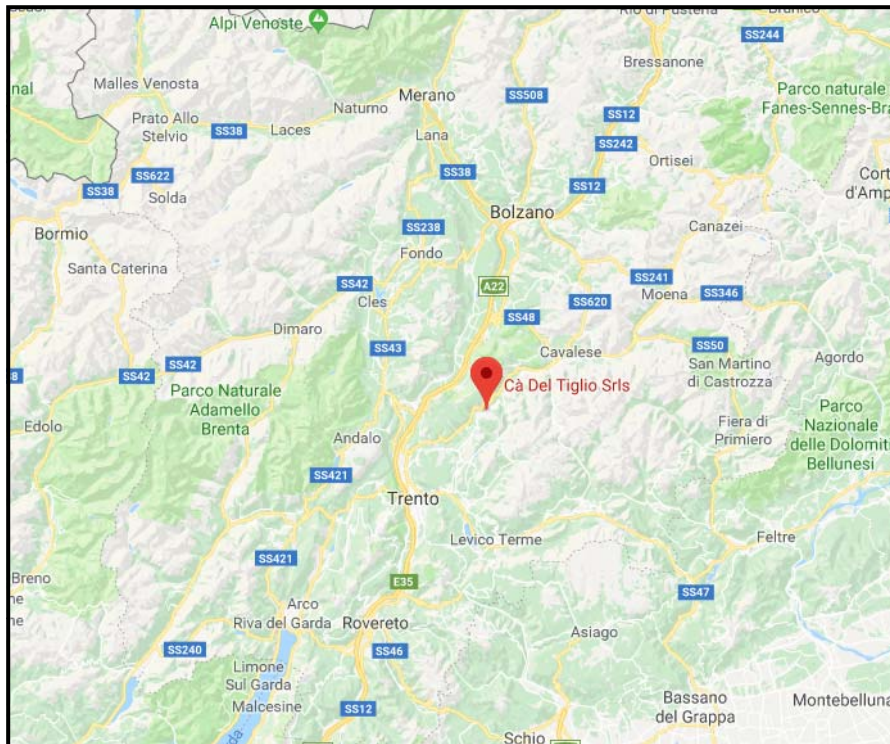 Alpi Venoste
Rio di Pusteria
Brunico
SS244
Bressanone
Malles Venosta
Merano
SS508
Parco naturale
Fanes-Sennes-Bra
Prato Allo
Stelvio
Naturno
SS38
Laces
Lana
SS12
SS242
Ortisei
SS622
SS38
Solda
SS38
SS12
Cort
d'Amp
Bormio
Bolzano
SS238
Canazei
Santa Caterina
Fondo
SS42
Cles
A22
SS241
Moena
SS346
SS620
SS48
Dimaro
SS43
Cavalese
SS50
SS42
SS42
San Martino
di Castrozza
Agordo
Parco Naturale
Adamello
Brenta
Cà Del Tiglio Srls
Edolo
Andalo
Fiera di
Primiero
Parco
Nazionale
delle Dolomiti
Bellunesi
SS421
Trento
Levico Terme
Feltre
SS421
Breno
E35
SS47
Arco
Riva del Garda
Rovereto
Asiago
SS240
SS46
Limone
Sul Garda
Malcesine
SS12
Bassano
del Grappa
Montebelluna
Schio